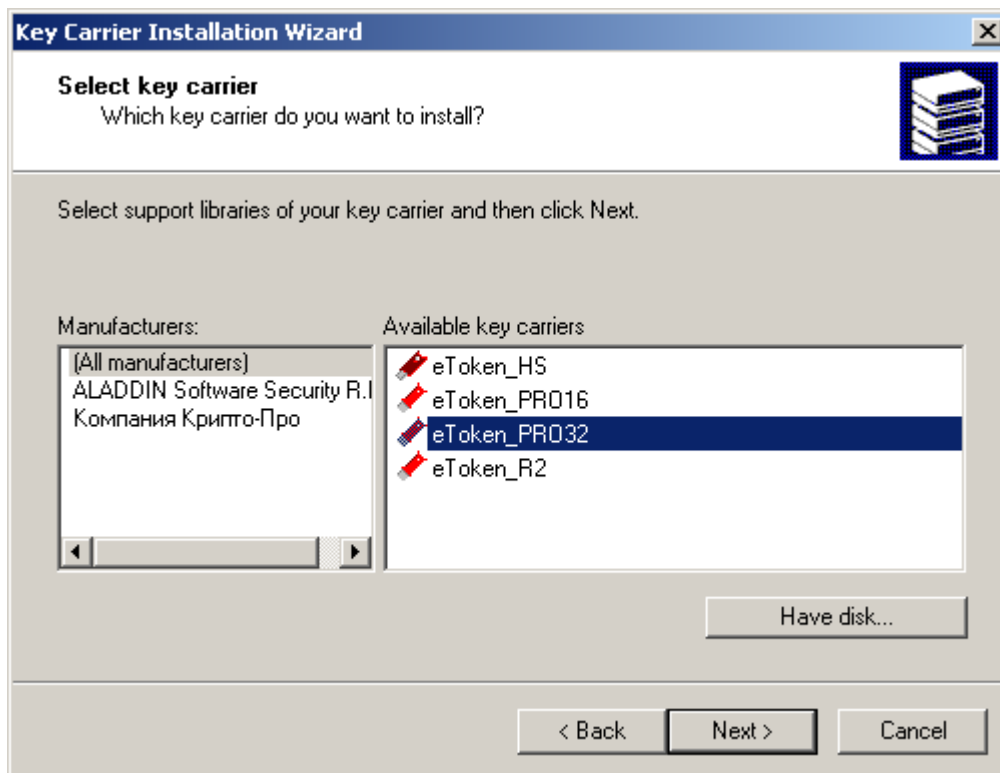 Key Carrier Installation Wizard
Select key carrier
Which key carrier do you want to install?
Select support libraries of your key carrier and then click Next.
Manufacturers:
(All manufacturers)
ALADDIN Software Security R.
Компания Крипто-Про
Available key carriers
eToken_HS
eToken_PRO16
eToken_PRO32
eToken_R2
Have disk...
< Back
Next >
Cancel